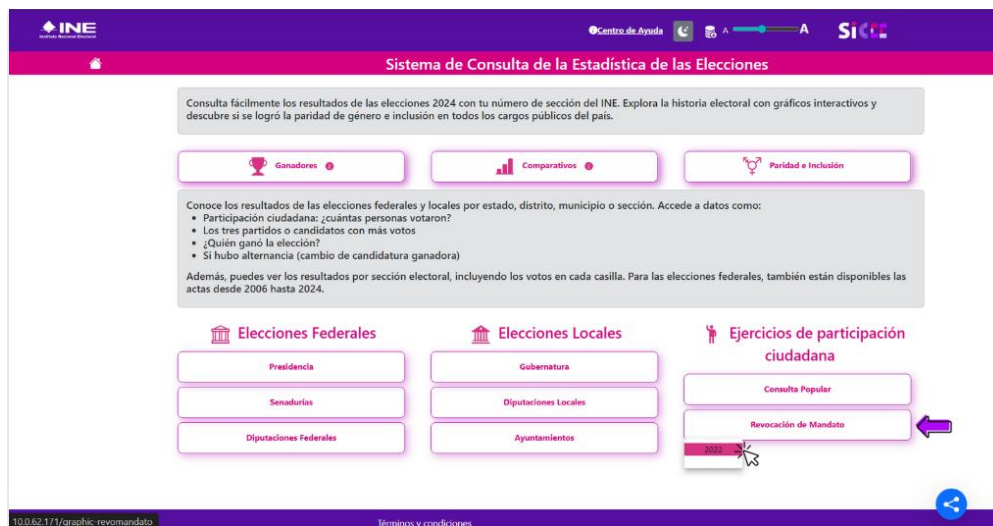 INE
Instituto Nacional Electoral
Centro de Ayuda
A
A
Sicee
Sistema de Consulta de la Estadística de las Elecciones
Consulta fácilmente los resultados de las elecciones 2024 con tu número de sección del INE. Explora la historia electoral con gráficos interactivos y
descubre si se logró la paridad de género e inclusión en todos los cargos públicos del país.
Ganadores
Comparativos
Paridad e Inclusión
Conoce los resultados de las elecciones federales y locales por estado, distrito, municipio o sección. Accede a datos como:
• Participación ciudadana: ¿cuántas personas votaron?
• Los tres partidos o candidatos con más votos
• ¿Quién ganó la elección?
• Si hubo alternancia (cambio de candidatura ganadora)
Además, puedes ver los resultados por sección electoral, incluyendo los votos en cada casilla. Para las elecciones federales, también están disponibles las
actas desde 2006 hasta 2024.
Elecciones Federales
Presidencia
Senadurías
Diputaciones Federales
Elecciones Locales
Gubernatura
Diputaciones Locales
Ayuntamientos
Ejercicios de participación
ciudadana
Consulta Popular
Revocación de Mandato
2022
10.0.62.171/graphic-revomandato
Términos y condiciones